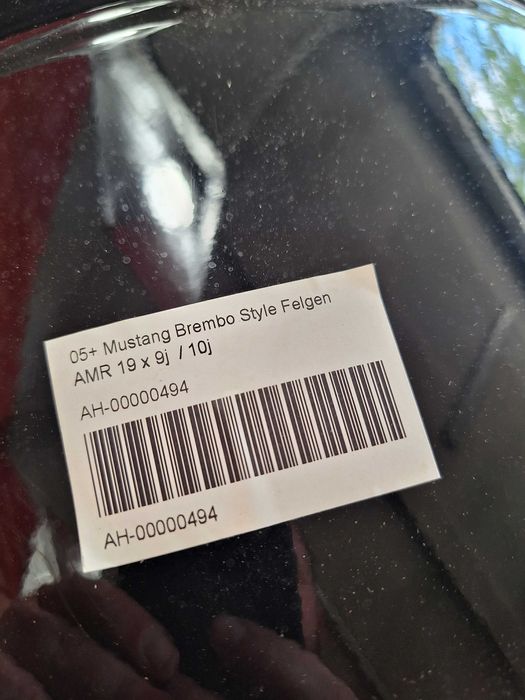 05+ Mustang Brembo Style Felgen
AMR 19 x 9j / 10j
AH-00000494
AH-00000494